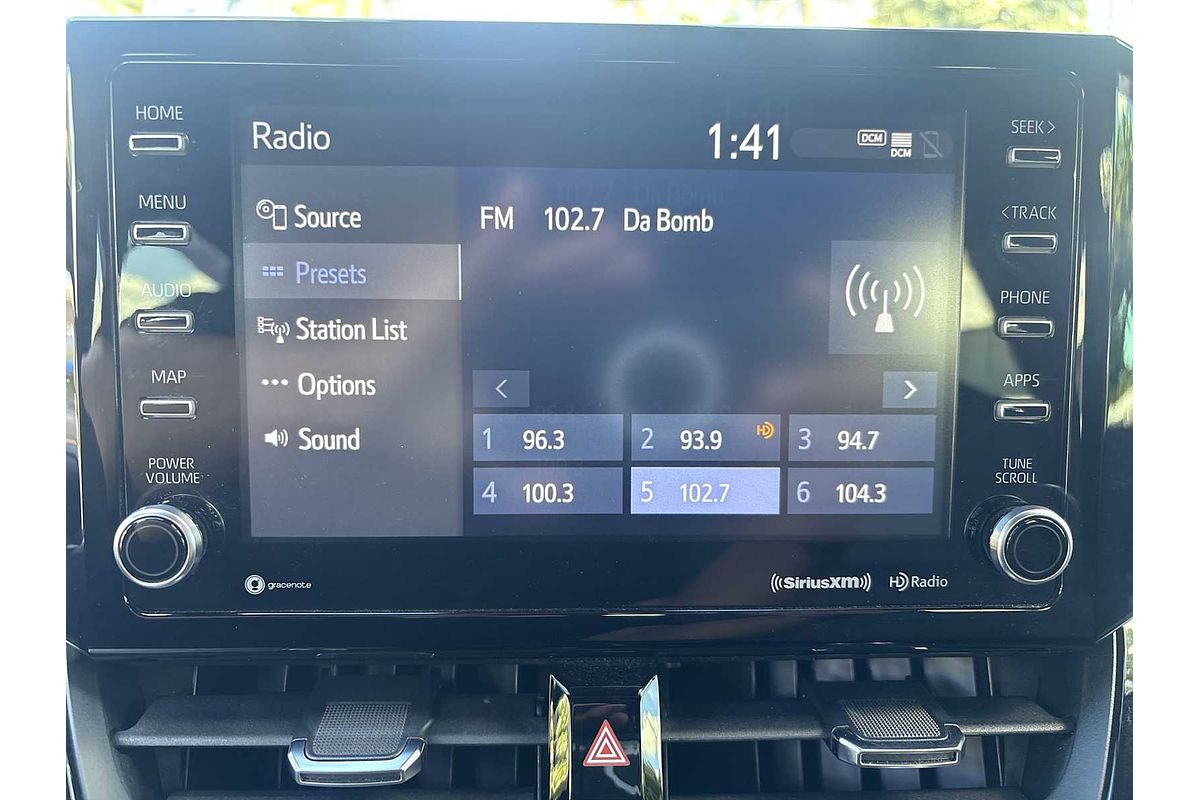 HOME
MENU
AUDIO
MAP
POWER
VOLUME
Radio
1:41
DCM
DCM
Source
Presets
Station List
Options
Sound
FM 102.7 Da Bomb
<
>
1 96.3
2 93.9 HD
3 94.7
4 100.3
5 102.7
6 104.3
gracenote
((SiriusXM))
HD Radio
SEEK >
< TRACK
PHONE
APPS
TUNE
SCROLL